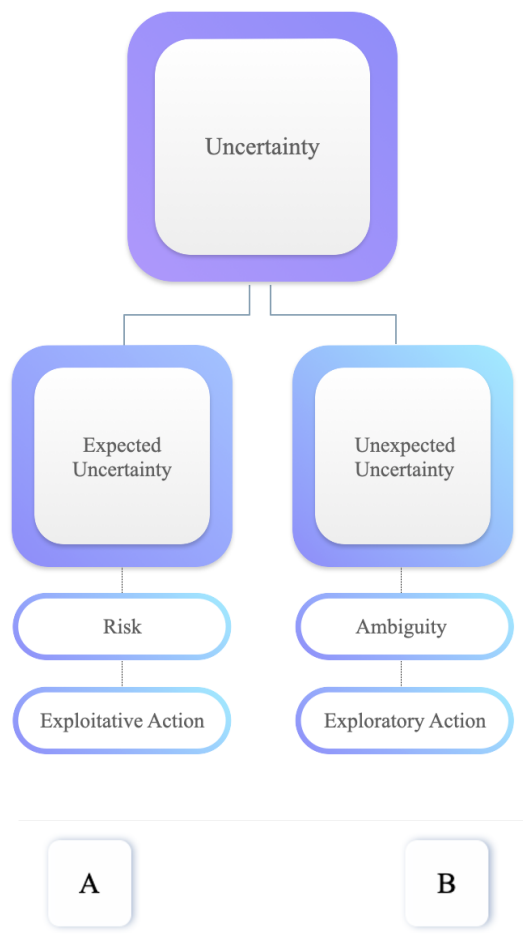 Uncertainty
Expected
Uncertainty
Unexpected
Uncertainty
Risk
Ambiguity
Exploitative Action
Exploratory Action
A
B